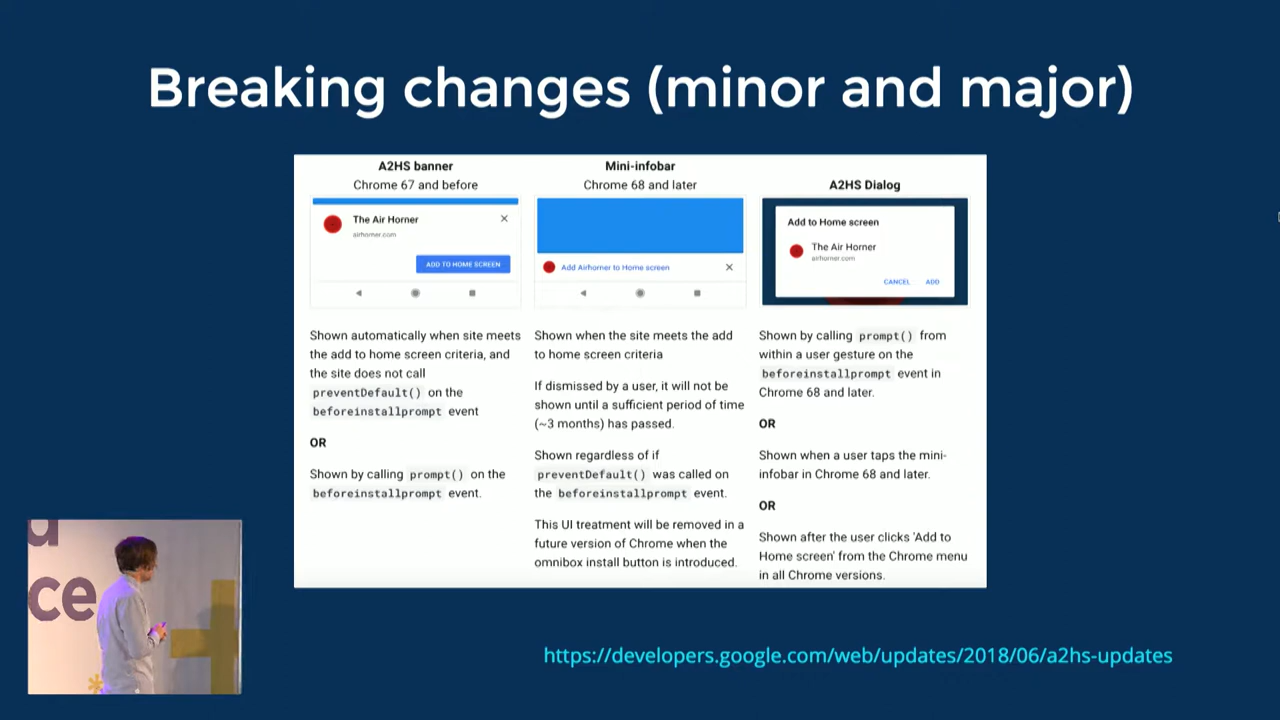 Breaking changes (minor and major)
A2HS banner
Chrome 67 and before
The Air Horner
airhorner.com
ADD TO HOME SCREEN
Shown automatically when site meets
the add to home screen criteria, and
the site does not call
preventDefault() on the
beforeinstallprompt event
OR
Shown by calling prompt() on the
beforeinstallprompt event.
Mini-infobar
Chrome 68 and later
Add Airhorner to Home screen
Shown when the site meets the add
to home screen criteria
If dismissed by a user, it will not be
shown until a sufficient period of time
(~3 months) has passed.
Shown regardless of if
preventDefault() was called on
the beforeinstallprompt event.
This UI treatment will be removed in a
future version of Chrome when the
omnibox install button is introduced.
A2HS Dialog
Add to Home screen
The Air Horner
airhorner.com
CANCEL ADD
Shown by calling prompt() from
within a user gesture on the
beforeinstallprompt event in
Chrome 68 and later.
OR
Shown when a user taps the mini-
infobar in Chrome 68 and later.
OR
Shown after the user clicks 'Add to
Home screen' from the Chrome menu
in all Chrome versions.
https://developers.google.com/web/updates/2018/06/a2hs-updates